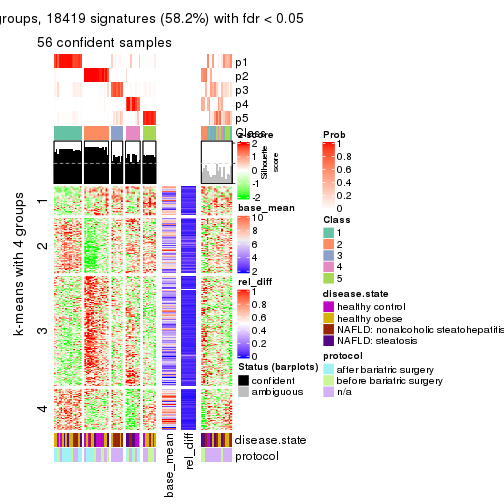 groups, 18419 signatures (58.2%) with fdr < 0.05
56 confident samples
p1
p2
p3
p4
p5
Class
1
2
3
4
k-means with 4 groups
base_mean
rel_diff
disease.state
protocol
z-score
2
1
0
-1
-2
Silhouette
score
base_mean
10
8
6
4
2
rel_diff
1
0.8
0.6
0.4
0.2
0
Status (barplots)
confident
ambiguous
Prob
1
0.8
0.6
0.4
0.2
0
Class
1
2
3
4
5
disease.state
healthy control
healthy obese
NAFLD: nonalcoholic steatohepatitis
NAFLD: steatosis
protocol
after bariatric surgery
before bariatric surgery
n/a